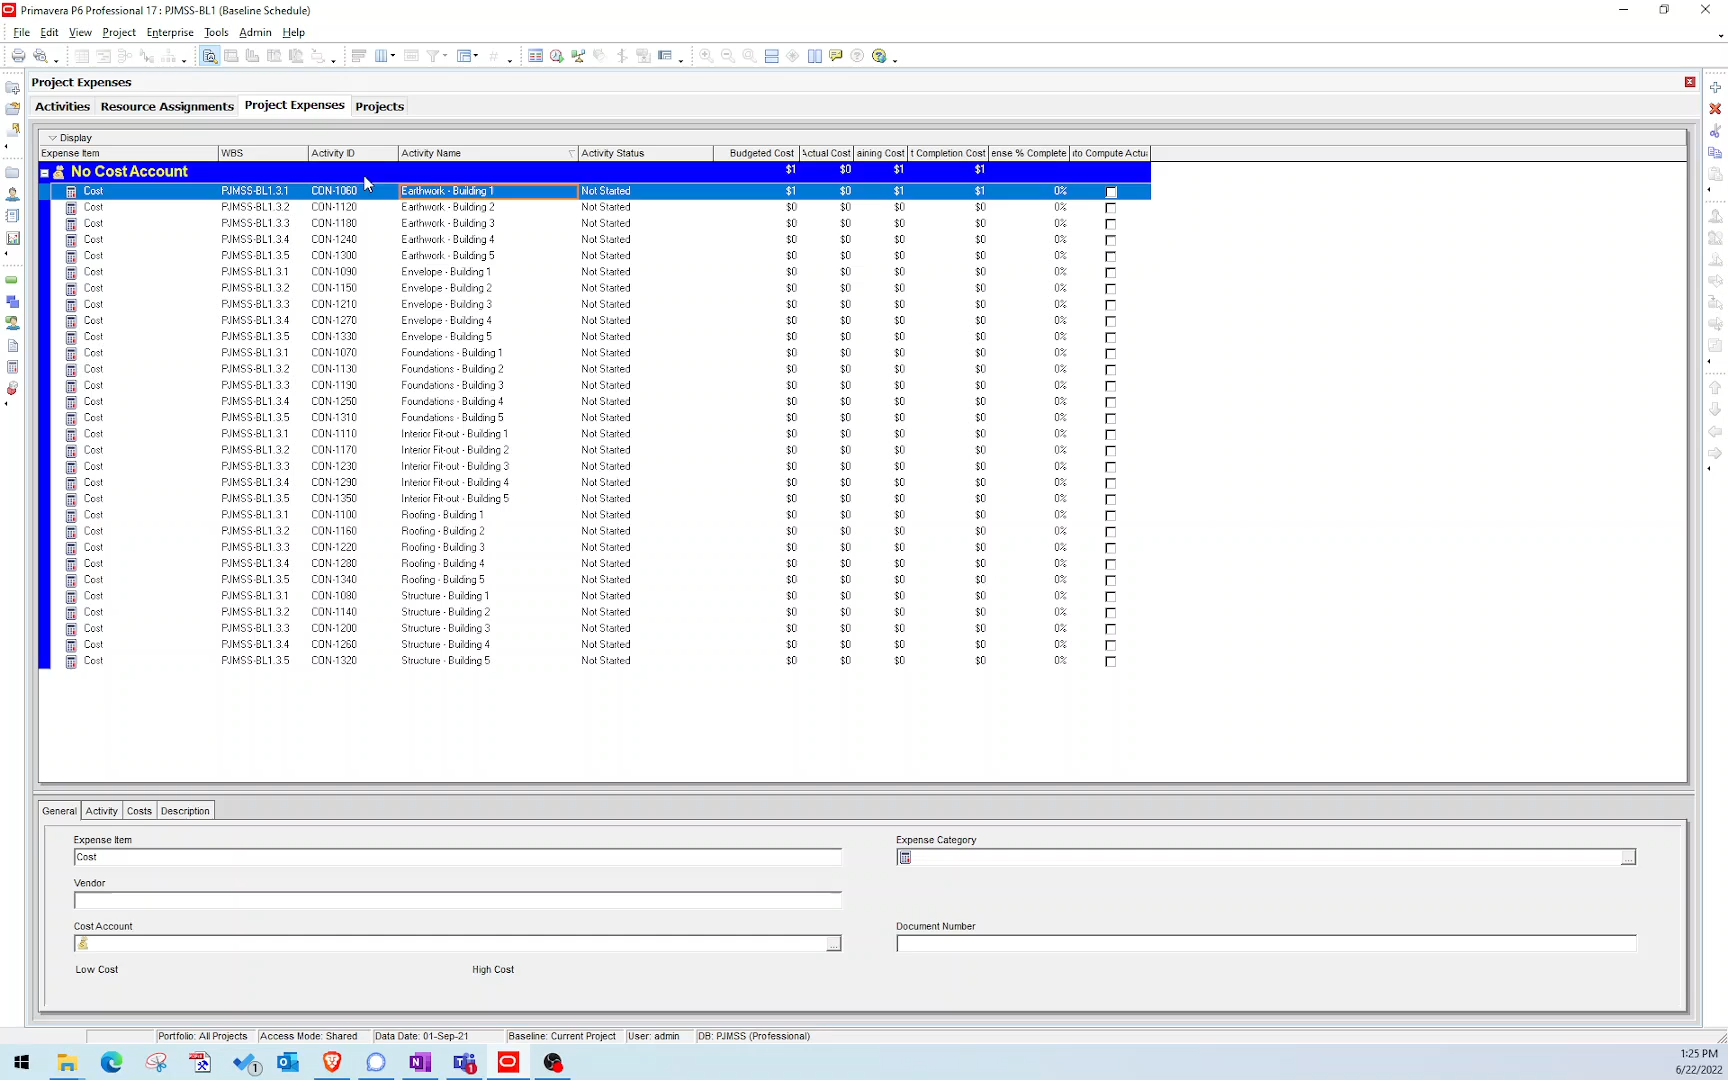 Primavera P6 Professional 17 : PJMSS-BL1 (Baseline Schedule)
File Edit View Project Enterprise Tools Admin Help
Project Expenses
Activities Resource Assignments Project Expenses Projects
Display
Expense Item WBS Activity ID Activity Name Activity Status Budgeted Cost Actual Cost aining Cost t Completion Cost ense % Complete ito Compute Actu
No Cost Account $1 $0 $1 $1
Cost PJMSS-BL1.3.1 CON-1060 Earthwork - Building 1 Not Started $1 $0 $1 $1 0%
Cost PJMSS-BL1.3.2 CON-1120 Earthwork - Building 2 Not Started $0 $0 $0 $0 0%
Cost PJMSS-BL1.3.3 CON-1180 Earthwork - Building 3 Not Started $0 $0 $0 $0 0%
Cost PJMSS-BL1.3.4 CON-1240 Earthwork - Building 4 Not Started $0 $0 $0 $0 0%
Cost PJMSS-BL1.3.5 CON-1300 Earthwork - Building 5 Not Started $0 $0 $0 $0 0%
Cost PJMSS-BL1.3.1 CON-1090 Envelope - Building 1 Not Started $0 $0 $0 $0 0%
Cost PJMSS-BL1.3.2 CON-1150 Envelope - Building 2 Not Started $0 $0 $0 $0 0%
Cost PJMSS-BL1.3.3 CON-1210 Envelope - Building 3 Not Started $0 $0 $0 $0 0%
Cost PJMSS-BL1.3.4 CON-1270 Envelope - Building 4 Not Started $0 $0 $0 $0 0%
Cost PJMSS-BL1.3.5 CON-1330 Envelope - Building 5 Not Started $0 $0 $0 $0 0%
Cost PJMSS-BL1.3.1 CON-1070 Foundations - Building 1 Not Started $0 $0 $0 $0 0%
Cost PJMSS-BL1.3.2 CON-1130 Foundations - Building 2 Not Started $0 $0 $0 $0 0%
Cost PJMSS-BL1.3.3 CON-1190 Foundations - Building 3 Not Started $0 $0 $0 $0 0%
Cost PJMSS-BL1.3.4 CON-1250 Foundations - Building 4 Not Started $0 $0 $0 $0 0%
Cost PJMSS-BL1.3.5 CON-1310 Foundations - Building 5 Not Started $0 $0 $0 $0 0%
Cost PJMSS-BL1.3.1 CON-1110 Interior Fit-out - Building 1 Not Started $0 $0 $0 $0 0%
Cost PJMSS-BL1.3.2 CON-1170 Interior Fit-out - Building 2 Not Started $0 $0 $0 $0 0%
Cost PJMSS-BL1.3.3 CON-1230 Interior Fit-out - Building 3 Not Started $0 $0 $0 $0 0%
Cost PJMSS-BL1.3.4 CON-1290 Interior Fit-out - Building 4 Not Started $0 $0 $0 $0 0%
Cost PJMSS-BL1.3.5 CON-1350 Interior Fit-out - Building 5 Not Started $0 $0 $0 $0 0%
Cost PJMSS-BL1.3.1 CON-1100 Roofing - Building 1 Not Started $0 $0 $0 $0 0%
Cost PJMSS-BL1.3.2 CON-1160 Roofing - Building 2 Not Started $0 $0 $0 $0 0%
Cost PJMSS-BL1.3.3 CON-1220 Roofing - Building 3 Not Started $0 $0 $0 $0 0%
Cost PJMSS-BL1.3.4 CON-1280 Roofing - Building 4 Not Started $0 $0 $0 $0 0%
Cost PJMSS-BL1.3.5 CON-1340 Roofing - Building 5 Not Started $0 $0 $0 $0 0%
Cost PJMSS-BL1.3.1 CON-1080 Structure - Building 1 Not Started $0 $0 $0 $0 0%
Cost PJMSS-BL1.3.2 CON-1140 Structure - Building 2 Not Started $0 $0 $0 $0 0%
Cost PJMSS-BL1.3.3 CON-1200 Structure - Building 3 Not Started $0 $0 $0 $0 0%
Cost PJMSS-BL1.3.4 CON-1260 Structure - Building 4 Not Started $0 $0 $0 $0 0%
Cost PJMSS-BL1.3.5 CON-1320 Structure - Building 5 Not Started $0 $0 $0 $0 0%
General Activity Costs Description
Expense Item Expense Category
Cost
Vendor
Cost Account Document Number
Low Cost High Cost
Portfolio: All Projects Access Mode: Shared Data Date: 01-Sep-21 Baseline: Current Project User: admin DB: PJMSS (Professional)
1:25 PM
6/22/2022